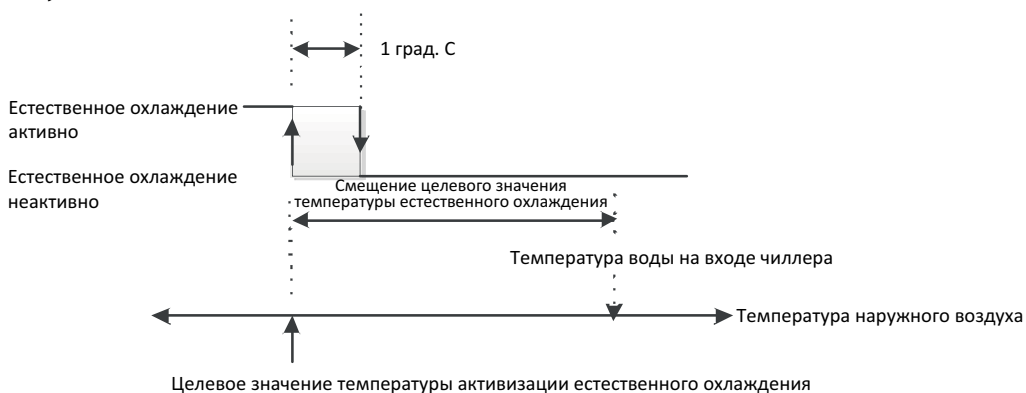 1 град. С
Естественное охлаждение
активно
Естественное охлаждение
неактивно
Смещение целевого значения
температуры естественного охлаждения
Температура воды на входе чиллера
Температура наружного воздуха
Целевое значение температуры активизации естественного охлаждения